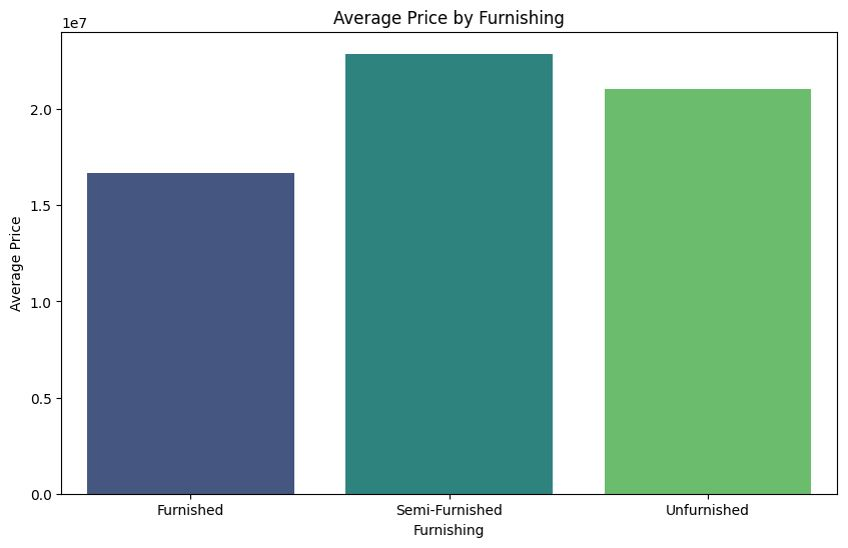 Average Price by Furnishing
1e7
2.0
1.5
1.0
0.5
0.0
Average Price
Furnished
Semi-Furnished
Unfurnished
Furnishing